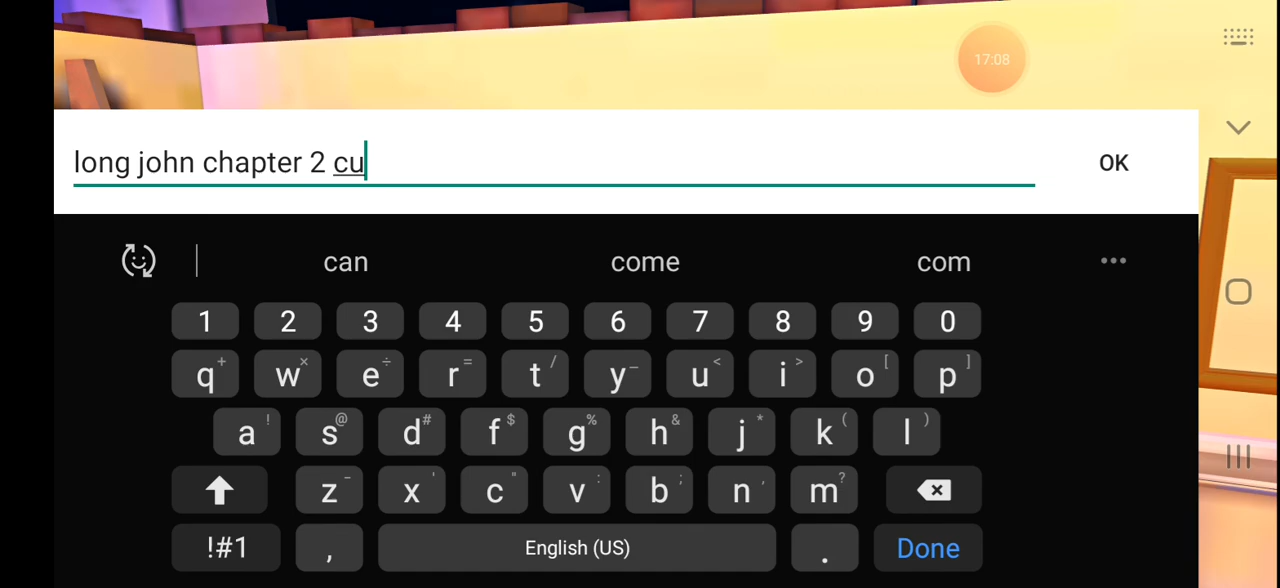 17:08
long john chapter 2 cu
OK
can come com •••
1 2 3 4 5 6 7 8 9 0
q + w × e ÷ r = t / y _ u < i > o [ p ]
a ! s @ d # f $ g % h & j * k ( l )
z - x ' c " v : b ; n , m ?
!#1 , English (US) . Done